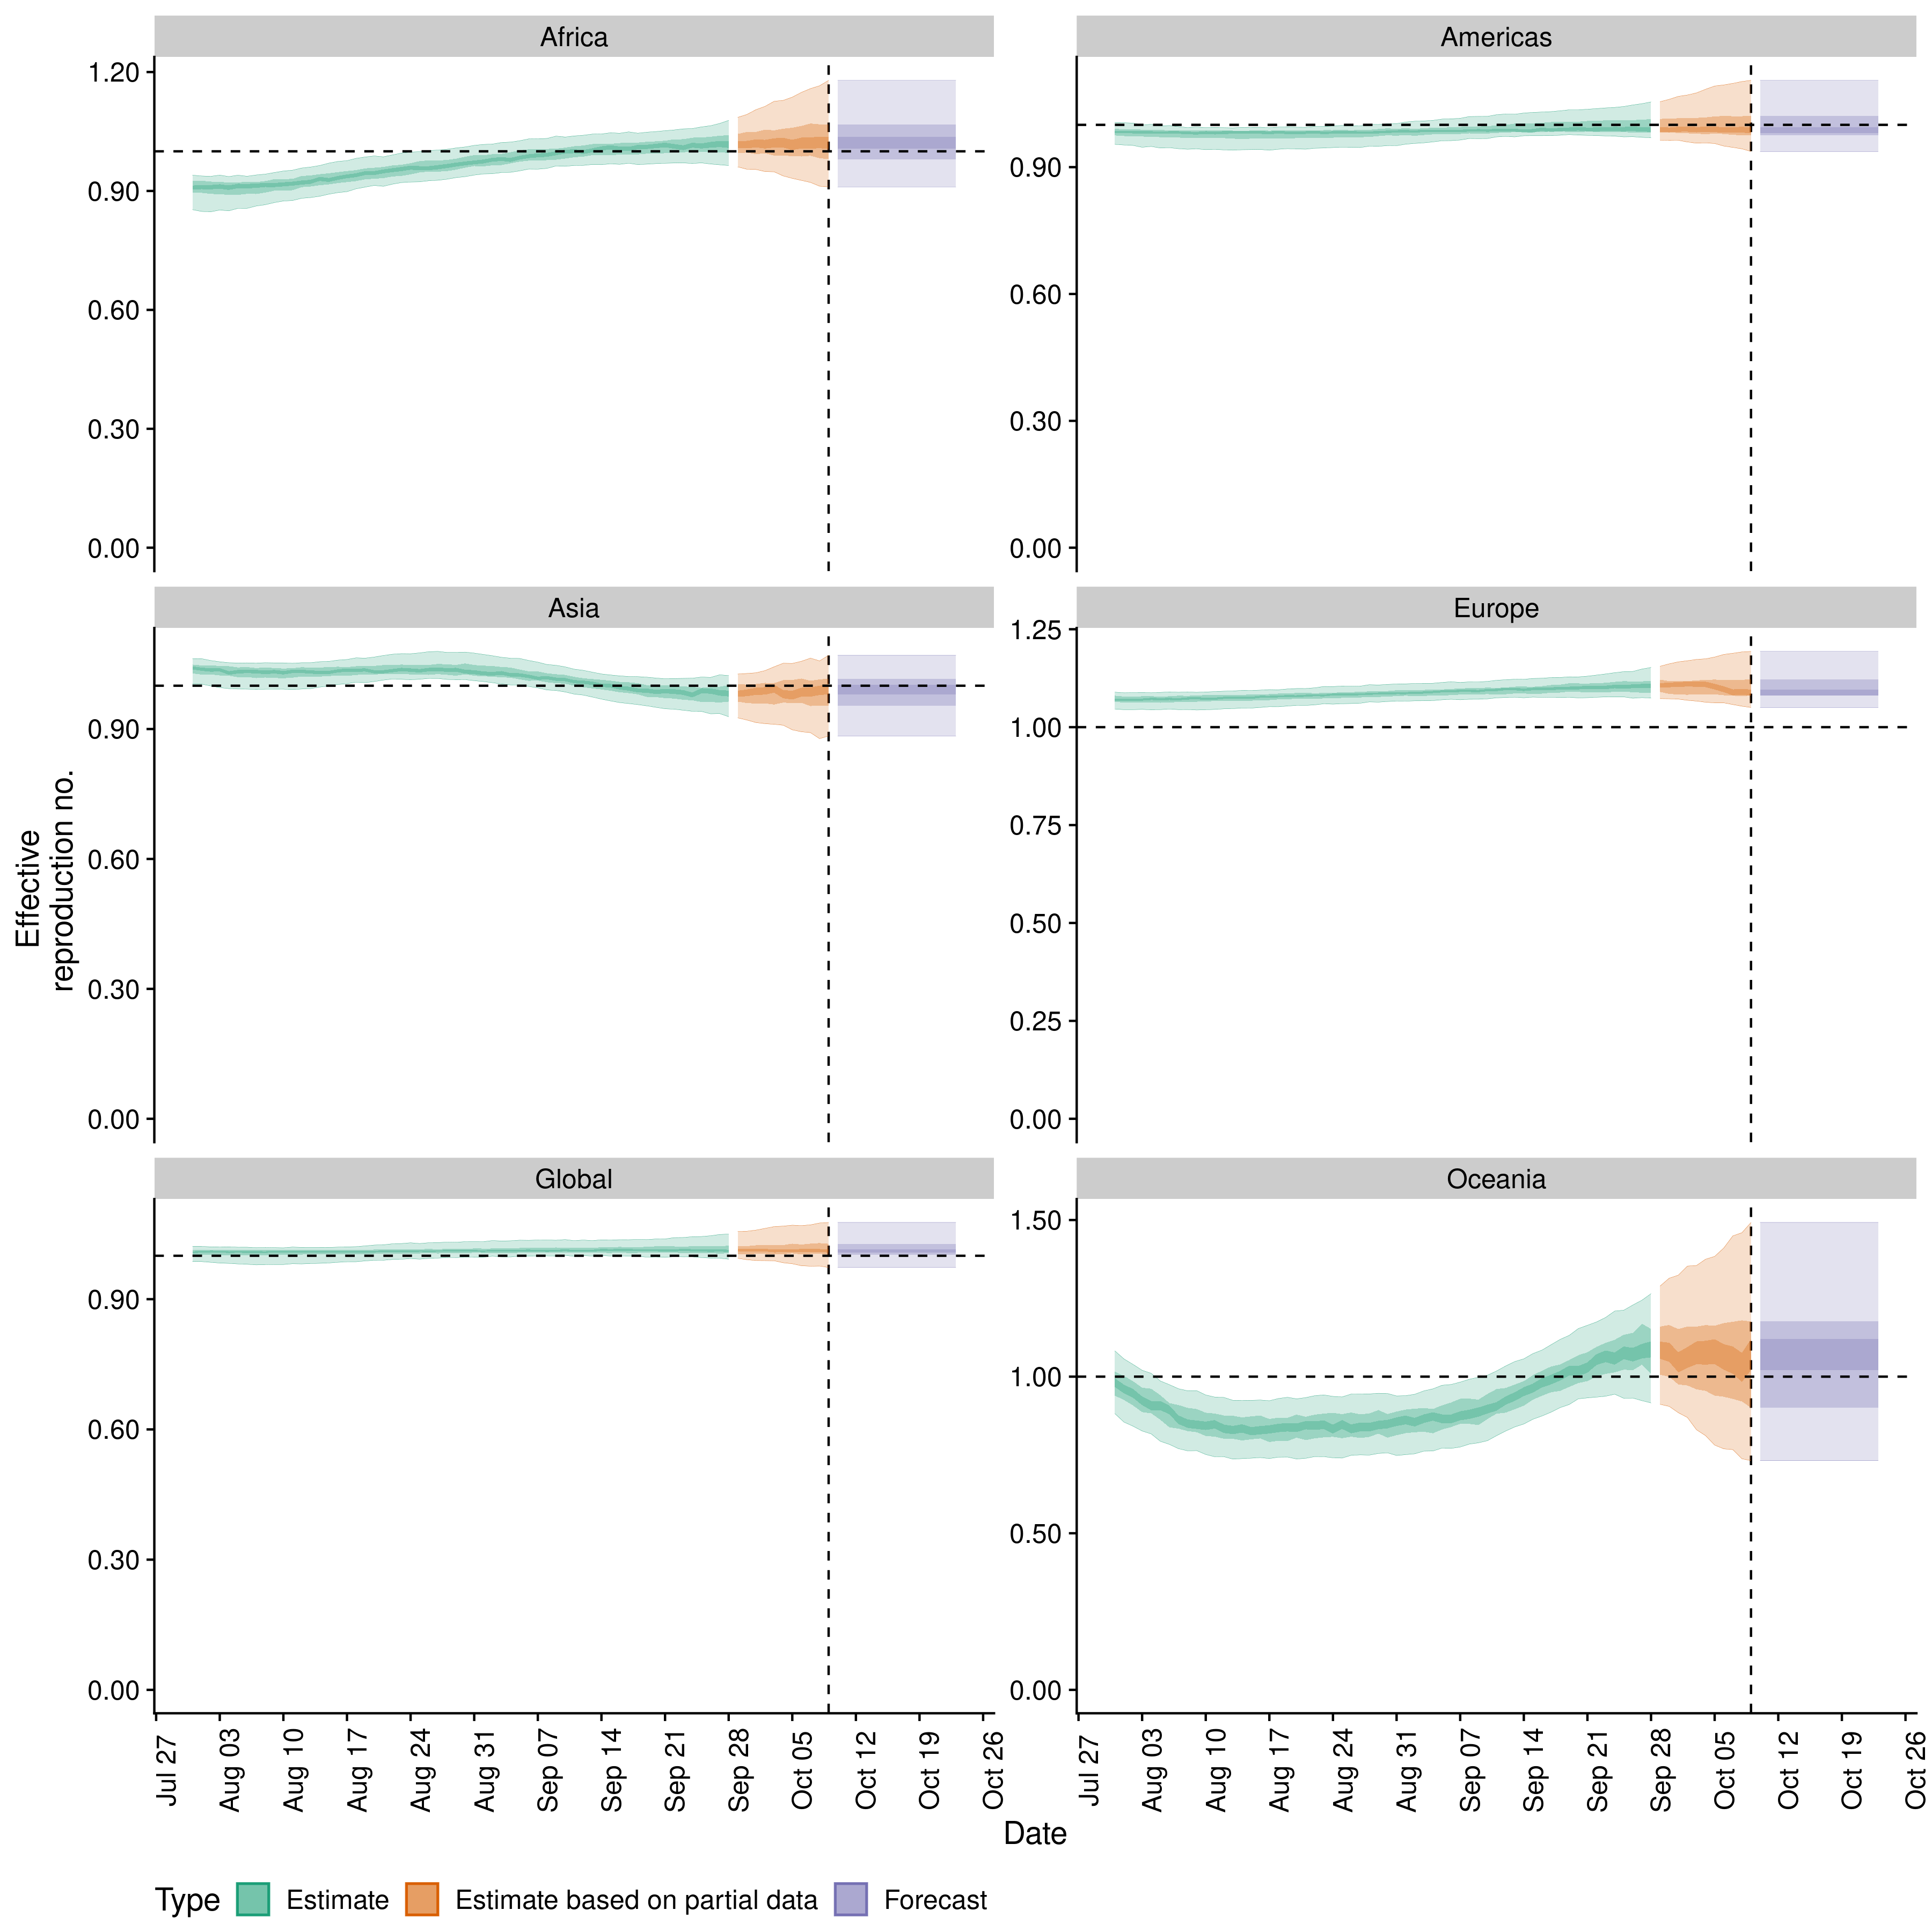 Africa
Americas
1.20
0.90
0.60
0.30
0.00
0.90
0.60
0.30
0.00
Asia
Europe
0.90
0.60
0.30
0.00
1.25
1.00
0.75
0.50
0.25
0.00
Effective
reproduction no.
Global
Oceania
0.90
0.60
0.30
0.00
1.50
1.00
0.50
0.00
Jul 27
Aug 03
Aug 10
Aug 17
Aug 24
Aug 31
Sep 07
Sep 14
Sep 21
Sep 28
Oct 05
Oct 12
Oct 19
Oct 26
Jul 27
Aug 03
Aug 10
Aug 17
Aug 24
Aug 31
Sep 07
Sep 14
Sep 21
Sep 28
Oct 05
Oct 12
Oct 19
Oct 26
Date
Type Estimate Estimate based on partial data Forecast